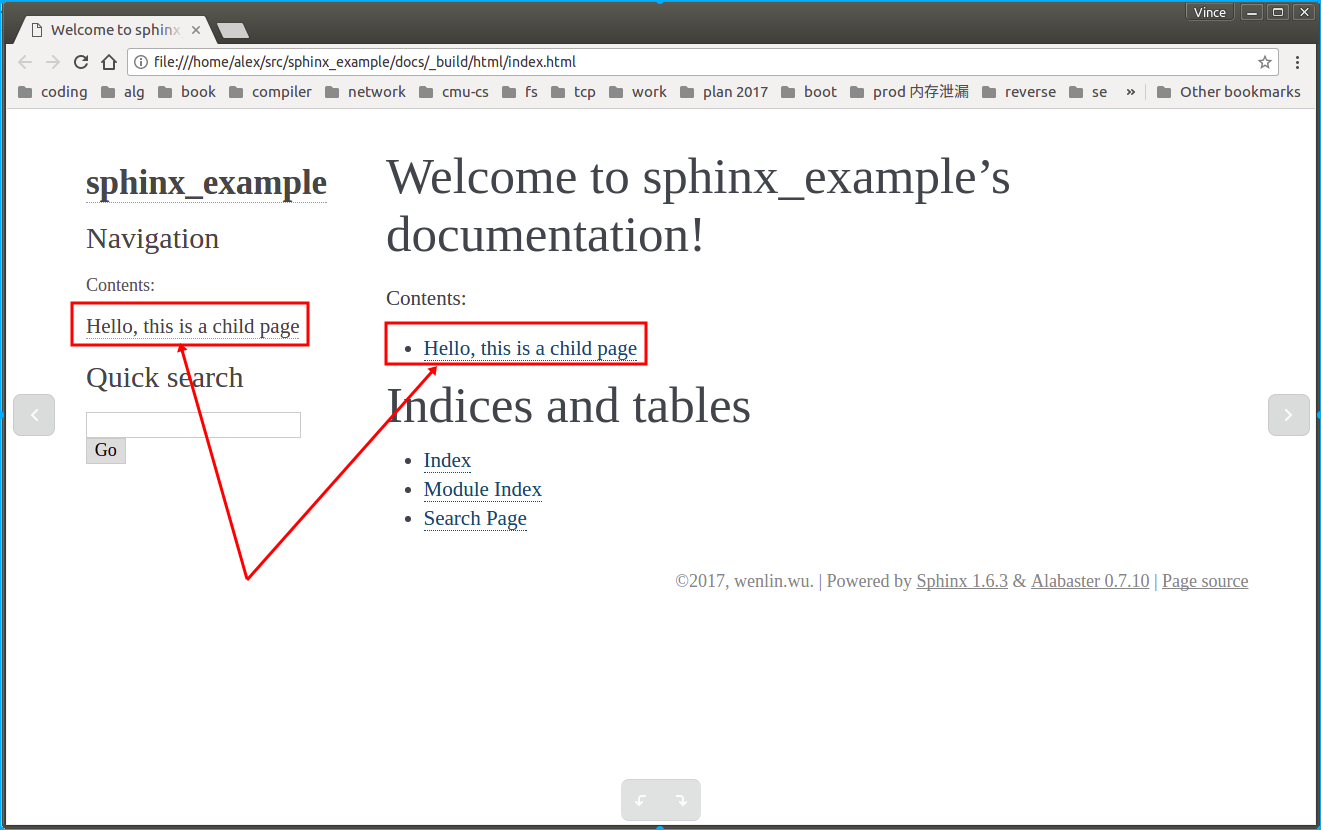 Vince
Welcome to sphinx
file:///home/alex/src/sphinx_example/docs/_build/html/index.html
coding alg book compiler network cmu-cs fs tcp work plan 2017 boot prod 内存泄漏 reverse se » Other bookmarks
sphinx_example
Navigation
Contents:
Hello, this is a child page
Quick search
Go
Welcome to sphinx_example’s
documentation!
Contents:
Hello, this is a child page
Indices and tables
Index
Module Index
Search Page
©2017, wenlin.wu. | Powered by Sphinx 1.6.3 & Alabaster 0.7.10 | Page source